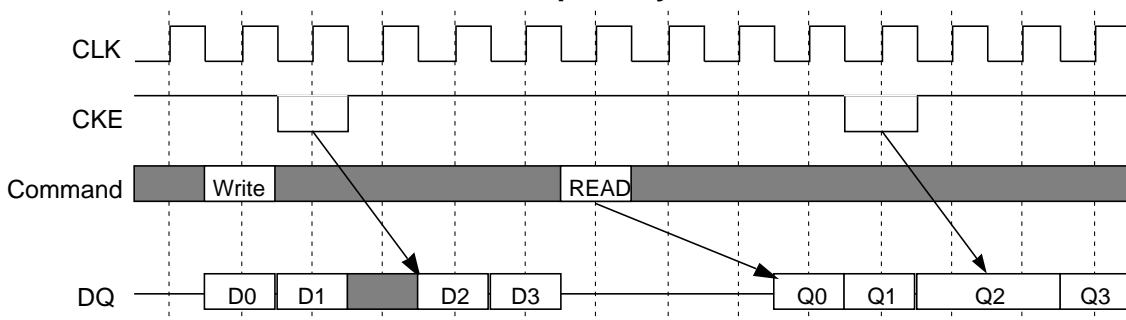 CLK
CKE
Command Write READ
DQ D0 D1 D2 D3 Q0 Q1 Q2 Q3